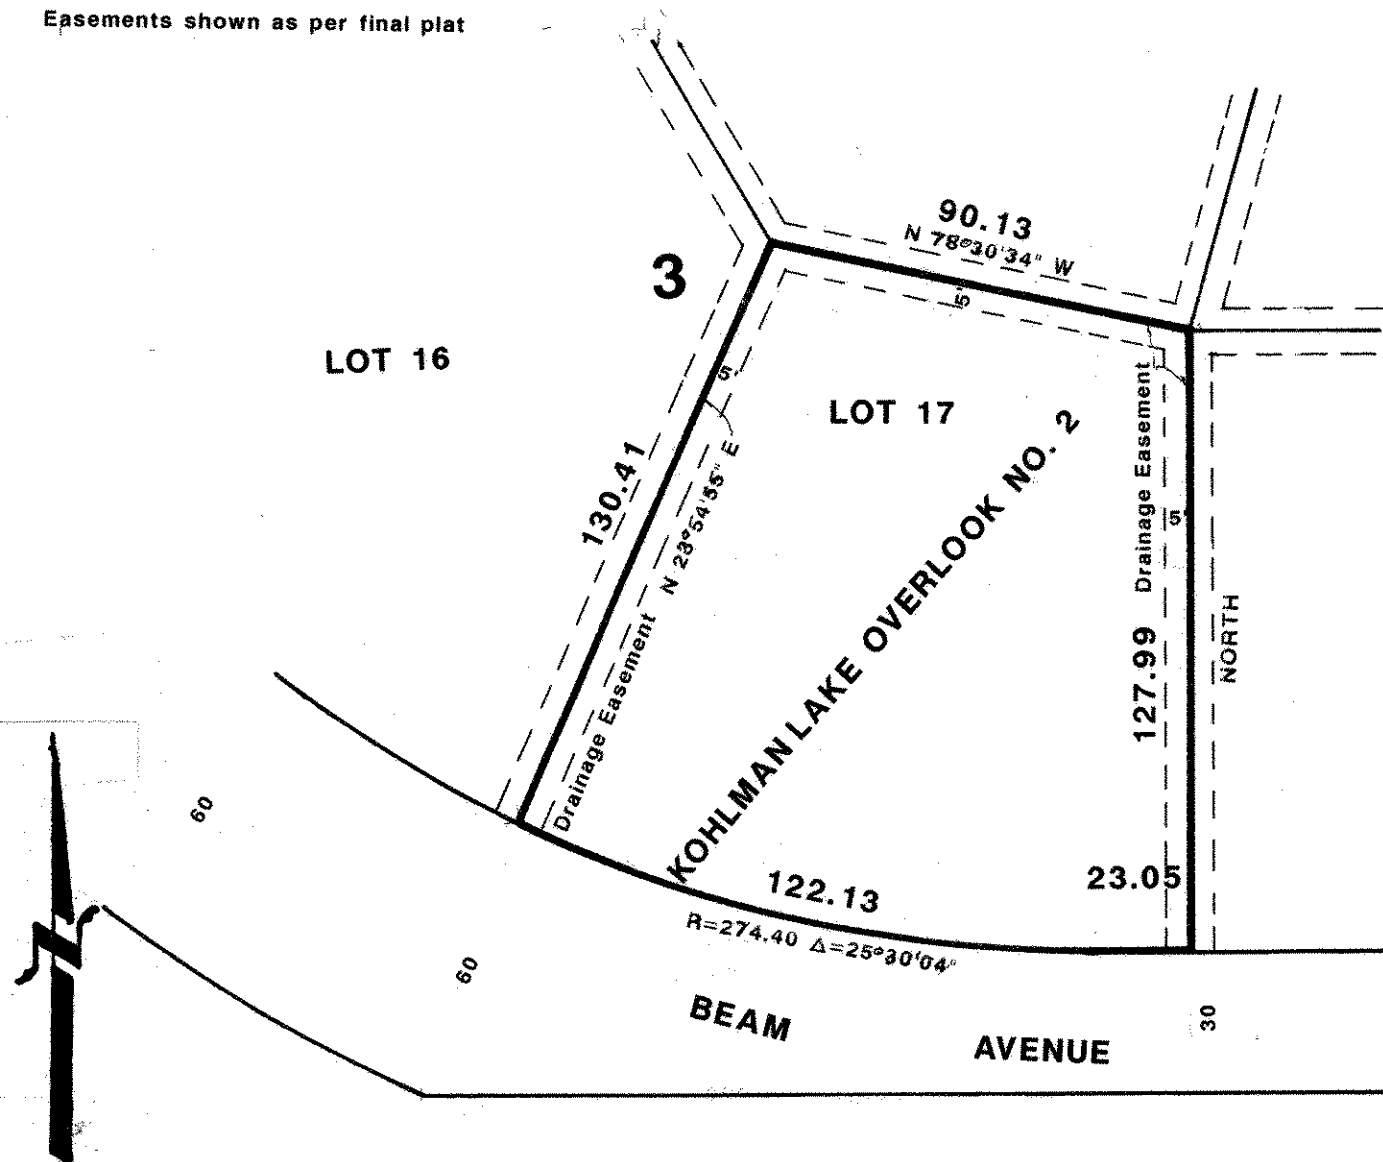 Easements shown as per final plat
90.13
N 78°30'34" W
5'
3
LOT 16
5'
LOT 17
130.41
N 23°54'55" E
Drainage Easement
KOHLMAN LAKE OVERLOOK NO. 2
Drainage Easement
5'
127.99
NORTH
60
122.13
23.05
R=274.40 Δ=25°30'04"
60
BEAM AVENUE
30